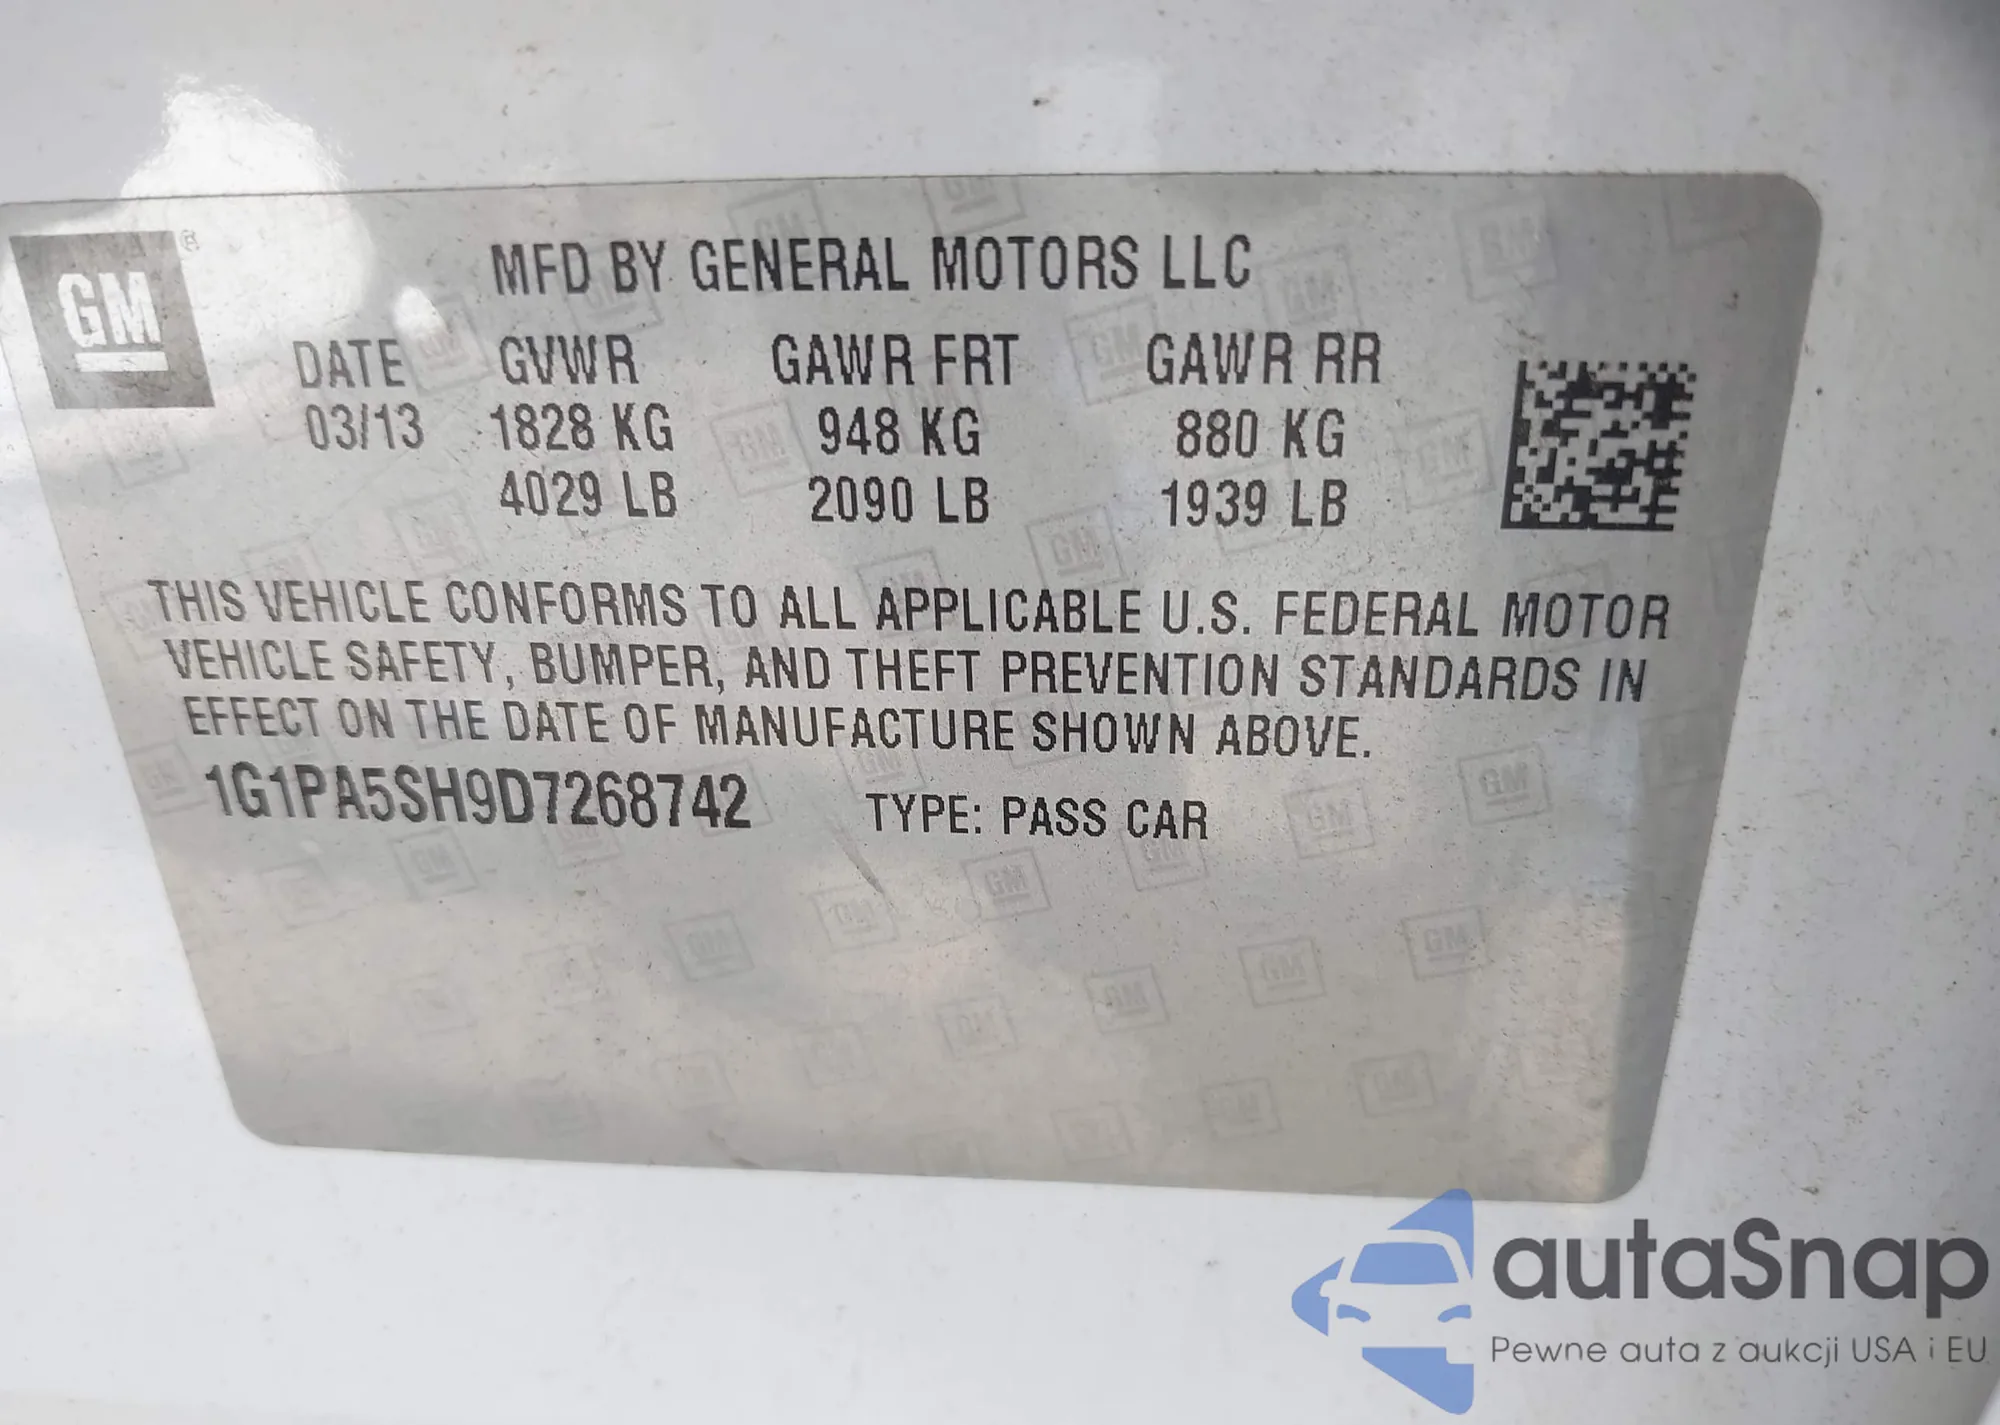 GM®
MFD BY GENERAL MOTORS LLC
DATE GVWR GAWR FRT GAWR RR
03/13 1828 KG 948 KG 880 KG
4029 LB 2090 LB 1939 LB
THIS VEHICLE CONFORMS TO ALL APPLICABLE U.S. FEDERAL MOTOR
VEHICLE SAFETY, BUMPER, AND THEFT PREVENTION STANDARDS IN
EFFECT ON THE DATE OF MANUFACTURE SHOWN ABOVE.
1G1PA5SH9D7268742 TYPE: PASS CAR
autaSnap
Pewne auta z aukcji USA i EU